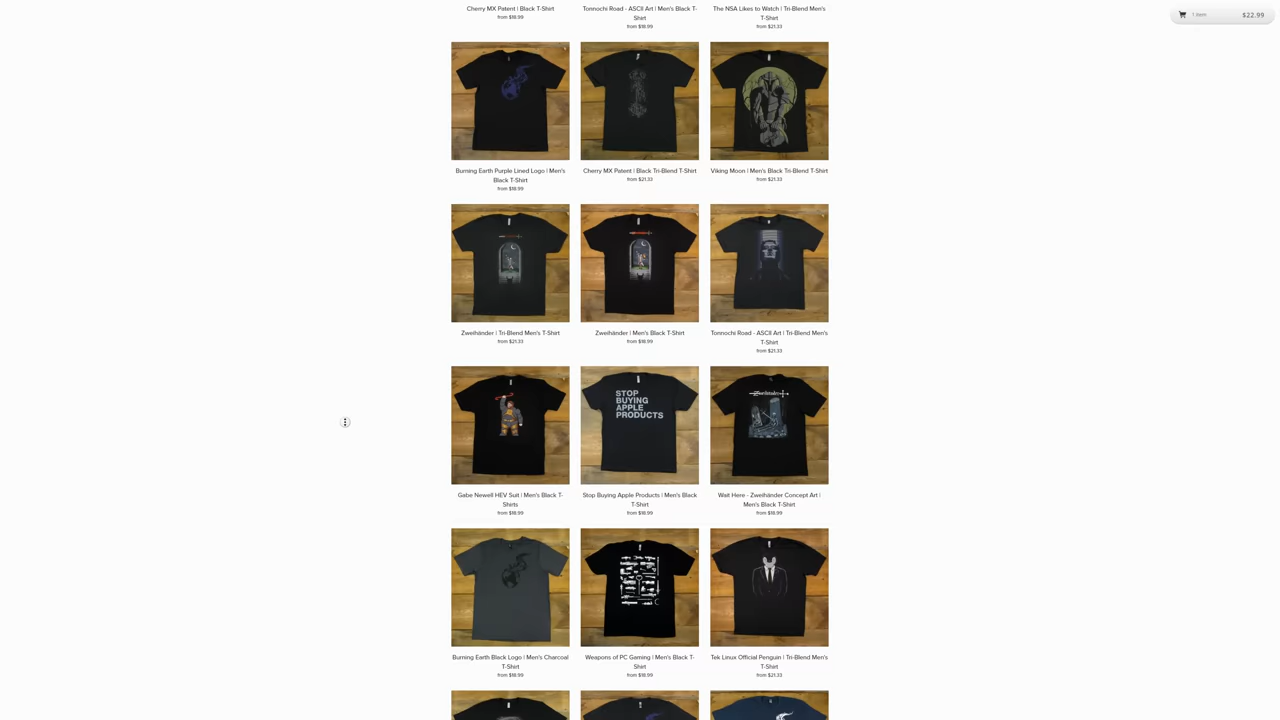 Cherry MX Patent | Black T-Shirt
from $18.99
Tonnochi Road - ASCII Art | Men's Black T-
Shirt
from $18.99
The NSA Likes to Watch | Tri-Blend Men's
T-Shirt
from $21.33
1 item
$22.99
Burning Earth Purple Lined Logo | Men's
Black T-Shirt
from $18.99
Cherry MX Patent | Black Tri-Blend T-Shirt
from $21.33
Viking Moon | Men's Black Tri-Blend T-Shirt
from $21.33
Zweihänder | Tri-Blend Men's T-Shirt
from $21.33
Zweihänder | Men's Black T-Shirt
from $18.99
Tonnochi Road - ASCII Art | Tri-Blend Men's
T-Shirt
from $21.33
STOP
BUYING
APPLE
PRODUCTS
Gabe Newell HEV Suit | Men's Black T-
Shirts
from $18.99
Stop Buying Apple Products | Men's Black
T-Shirt
from $18.99
Wait Here - Zweihänder Concept Art |
Men's Black T-Shirt
from $18.99
Burning Earth Black Logo | Men's Charcoal
T-Shirt
from $18.99
Weapons of PC Gaming | Men's Black T-
Shirt
from $18.99
Tek Linux Official Penguin | Tri-Blend Men's
T-Shirt
from $21.33